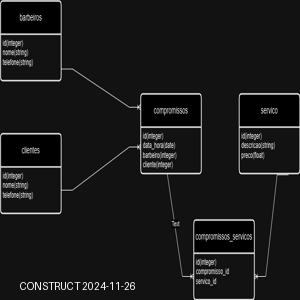 barbeiros
id(integer)
nome(string)
telefone(string)
clientes
id(integer)
nome(string)
telefone(string)
compromissos
id(integer)
data_hora(date)
barbeiro(integer)
cliente(integer)
servico
id(integer)
descricao(string)
preco(float)
Text
compromissos_servicos
id(integer)
compromisso_id
servico_id
CONSTRUCT 2024-11-26